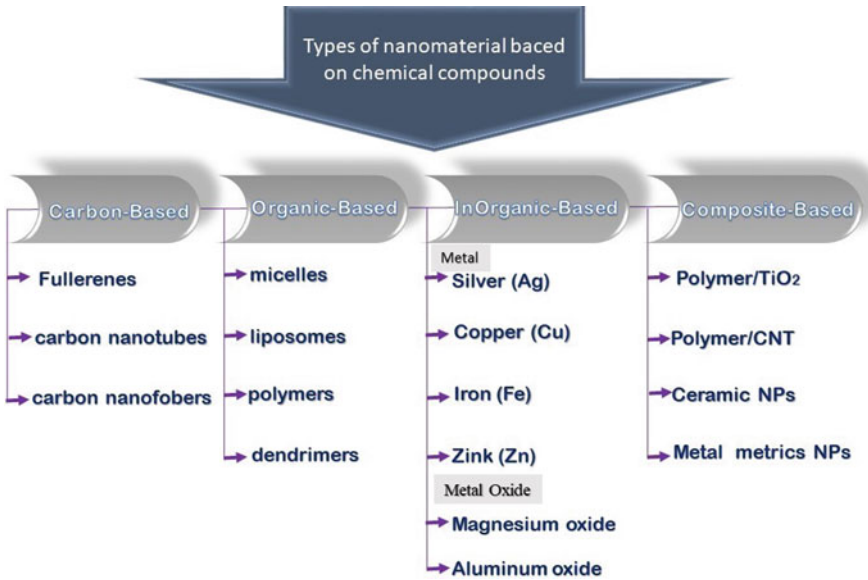 Types of nanomaterial baced
on chemical compounds
Carbon-Based
Organic-Based
InOrganic-Based
Composite-Based
Fullerenes
carbon nanotubes
carbon nanofobers
micelles
liposomes
polymers
dendrimers
Metal
Silver (Ag)
Copper (Cu)
Iron (Fe)
Zink (Zn)
Metal Oxide
Magnesium oxide
Aluminum oxide
Polymer/TiO₂
Polymer/CNT
Ceramic NPs
Metal metrics NPs